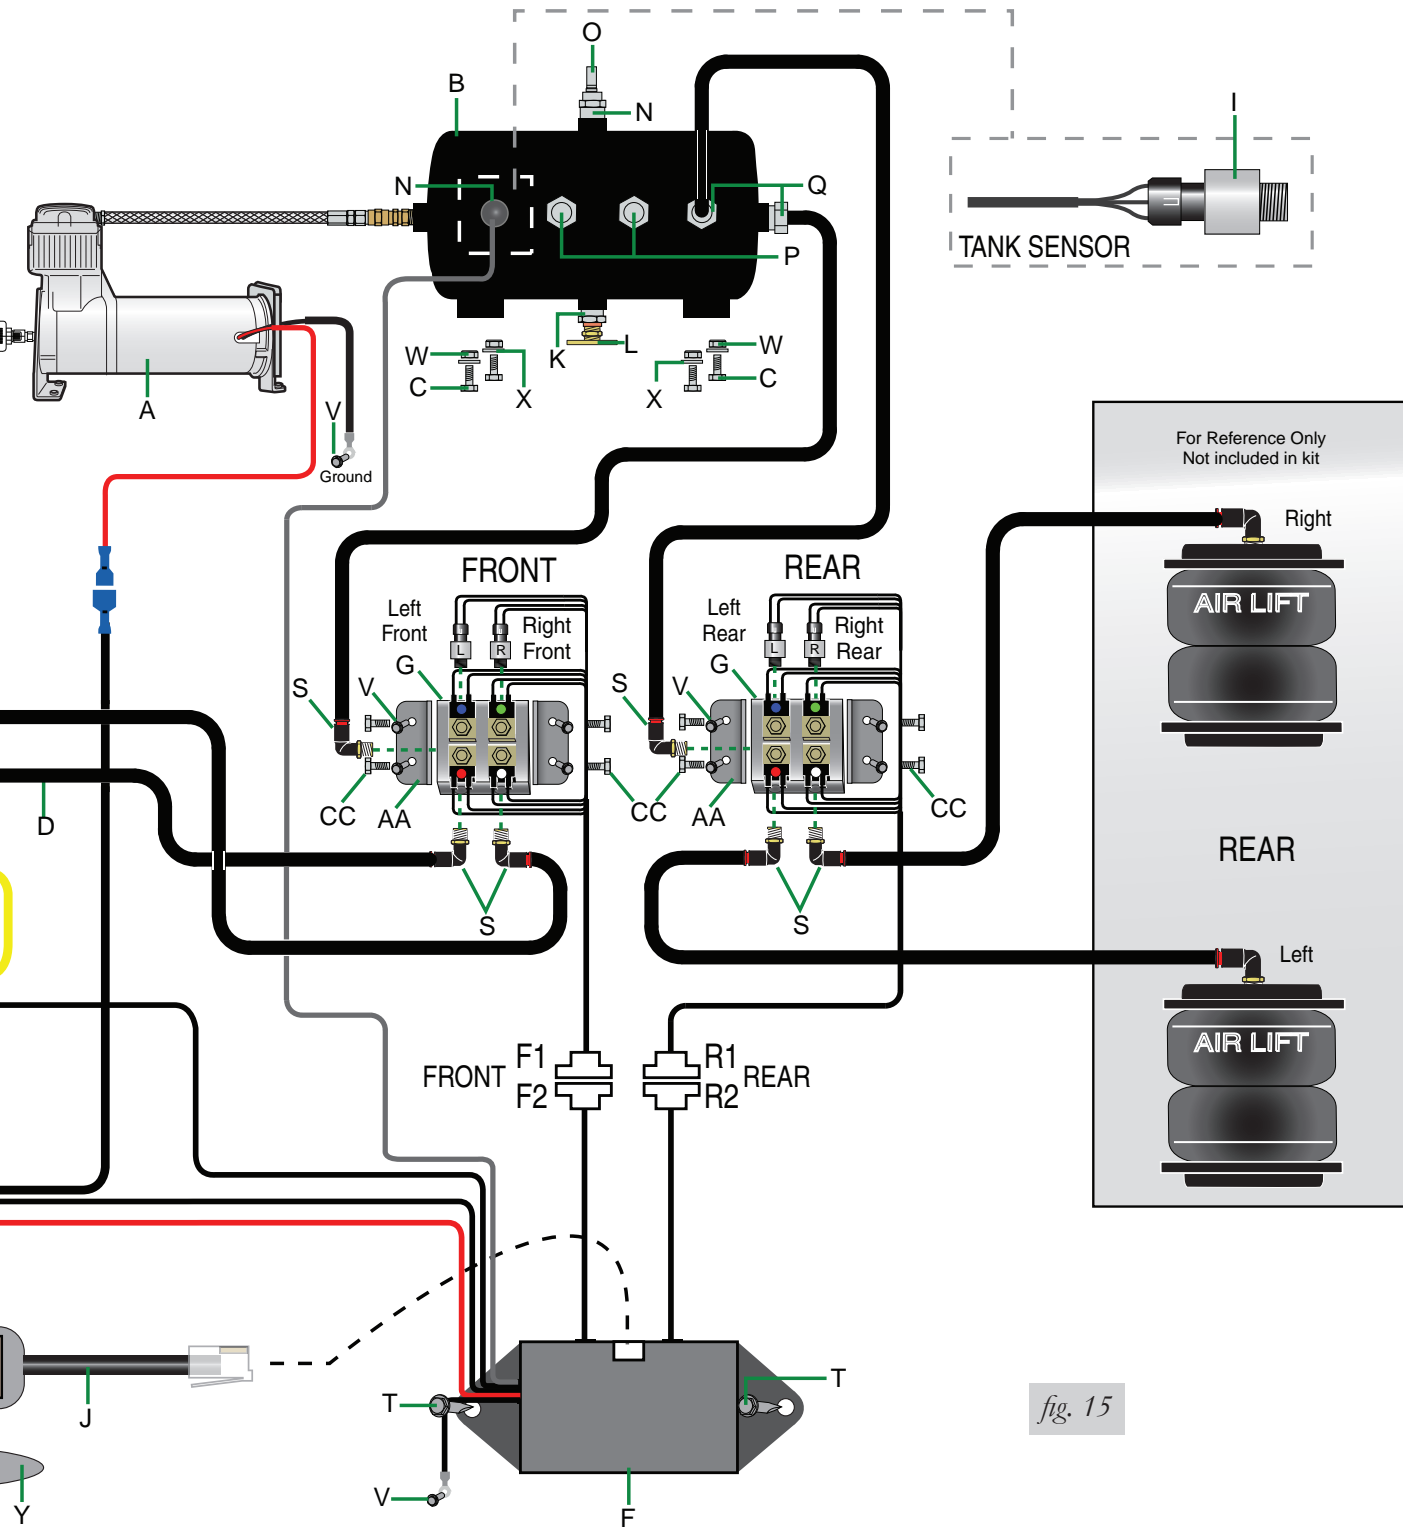 O
B
N
I
N
Q
TANK SENSOR
P
W
K
L
W
C
X
X
C
A
V
Ground
For Reference Only
Not included in kit
Right
FRONT
REAR
Left
Front
Right
Front
Left
Rear
Right
Rear
L
R
L
R
AIR LIFT
G
G
S
V
S
V
CC
AA
CC
AA
CC
D
REAR
S
S
Left
AIR LIFT
FRONT
F1
F2
R1
R2
REAR
T
T
J
fig. 15
V
Y
F